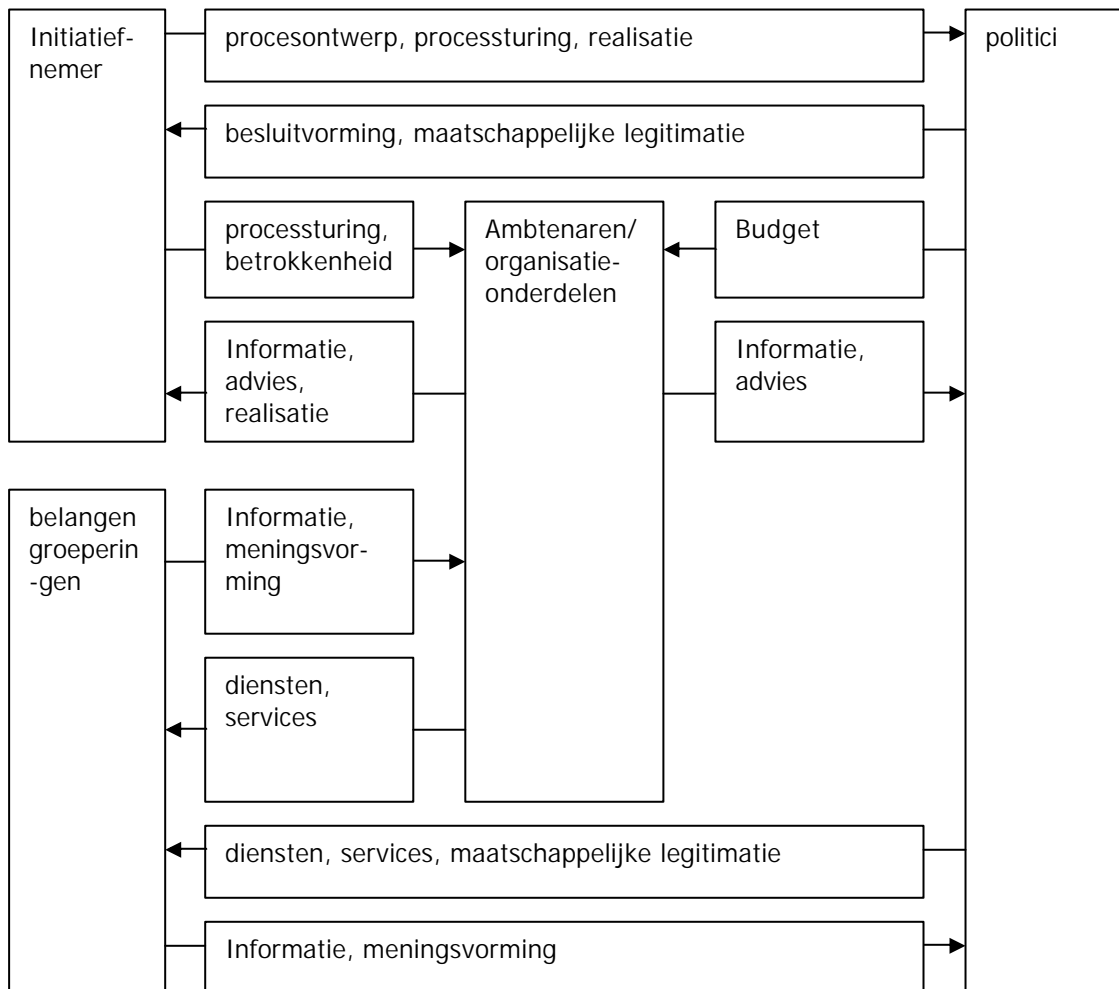 Initiatief-
nemer
procesontwerp, processturing, realisatie
politici
besluitvorming, maatschappelijke legitimatie
processturing,
betrokkenheid
Ambtenaren/
organisatie-
onderdelen
Budget
Informatie,
advies,
realisatie
Informatie,
advies
belangen
groeperin
-gen
Informatie,
meningsvor-
ming
diensten,
services
diensten, services, maatschappelijke legitimatie
Informatie, meningsvorming